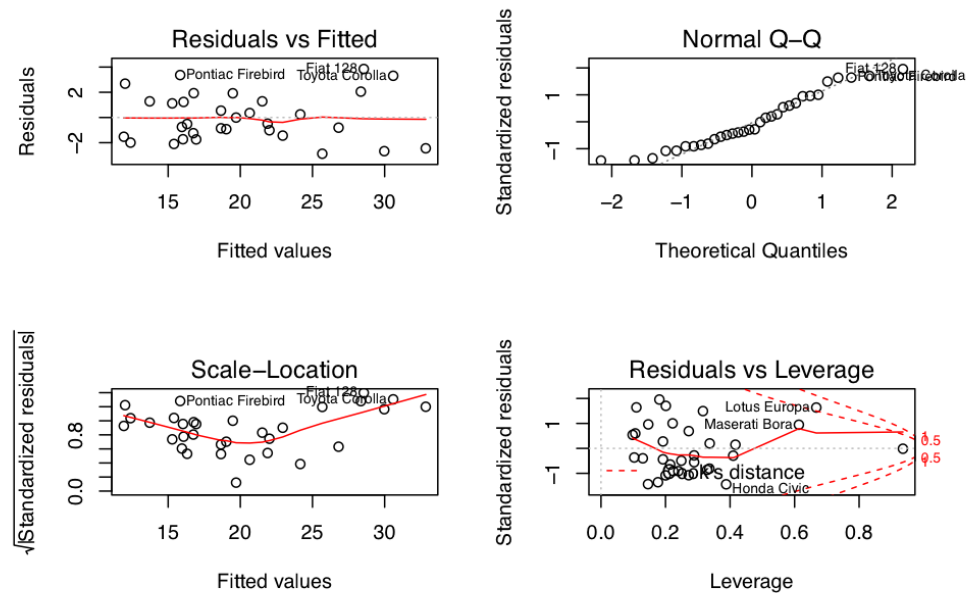 Residuals vs Fitted
Residuals
2
−2
Fiat 128
Pontiac Firebird
Toyota Corolla
15 20 25 30
Fitted values
Normal Q−Q
Standardized residuals
1
−1
Fiat 128
−2 −1 0 1 2
Theoretical Quantiles
Scale−Location
√|Standardized residuals|
0.8
0.0
Fiat 128
Pontiac Firebird
Toyota Corolla
15 20 25 30
Fitted values
Residuals vs Leverage
Standardized residuals
1
−1
Lotus Europa
Maserati Bora
Cook's distance
Honda Civic
1
0.5
0.5
1
0.0 0.2 0.4 0.6 0.8
Leverage